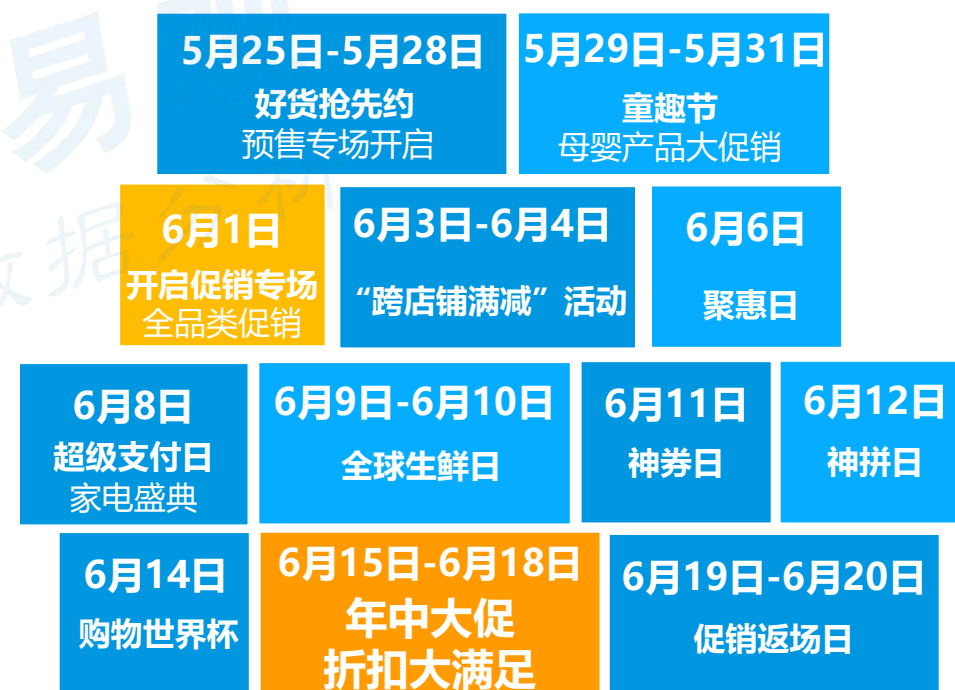 5月25日-5月28日
好货抢先约
预售专场开启
5月29日-5月31日
童趣节
母婴产品大促销
6月1日
开启促销专场
全品类促销
6月3日-6月4日
“跨店铺满减”活动
6月6日
聚惠日
6月8日
超级支付日
家电盛典
6月9日-6月10日
全球生鲜日
6月11日
神券日
6月12日
神拼日
6月14日
购物世界杯
6月15日-6月18日
年中大促
折扣大满足
6月19日-6月20日
促销返场日
易
数据分析